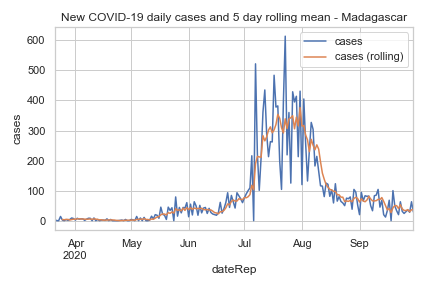 New COVID-19 daily cases and 5 day rolling mean - Madagascar
cases
cases (rolling)
600
500
400
300
200
100
0
cases
Apr
2020
May
Jun
Jul
Aug
Sep
dateRep